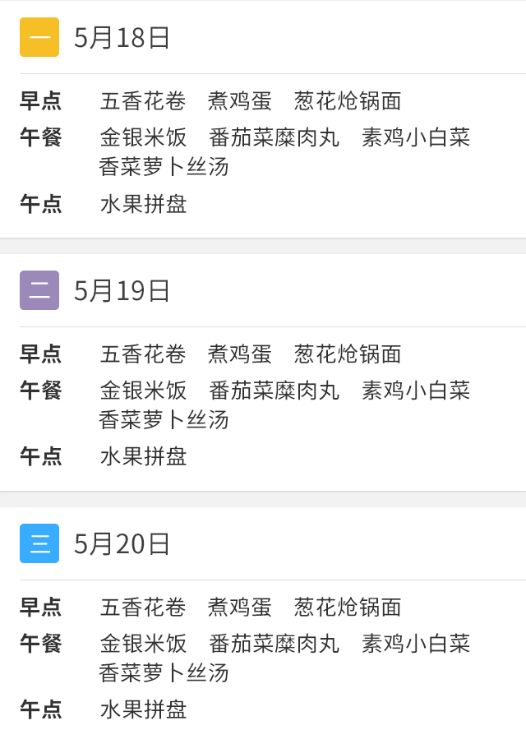 一 5月18日
早点 五香花卷 煮鸡蛋 葱花炝锅面
午餐 金银米饭 番茄菜糜肉丸 素鸡小白菜
香菜萝卜丝汤
午点 水果拼盘
二 5月19日
早点 五香花卷 煮鸡蛋 葱花炝锅面
午餐 金银米饭 番茄菜糜肉丸 素鸡小白菜
香菜萝卜丝汤
午点 水果拼盘
三 5月20日
早点 五香花卷 煮鸡蛋 葱花炝锅面
午餐 金银米饭 番茄菜糜肉丸 素鸡小白菜
香菜萝卜丝汤
午点 水果拼盘